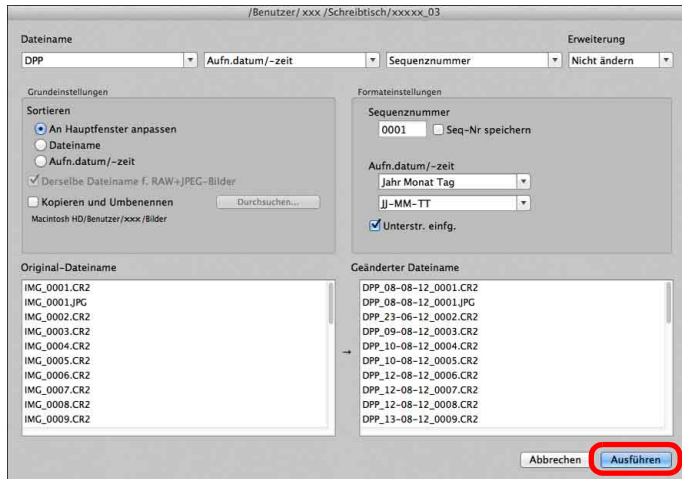 /Benutzer/ xxx /Schreibtisch/xxxxx_03
Dateiname
Erweiterung
DPP
Aufn.datum/-zeit
Sequenznummer
Nicht ändern
Grundeinstellungen
Sortieren
An Hauptfenster anpassen
Dateiname
Aufn.datum/-zeit
Derselbe Dateiname f. RAW+JPEG-Bilder
Kopieren und Umbenennen
Durchsuchen...
Macintosh HD/Benutzer/xxx /Bilder
Formateinstellungen
Sequenznummer
0001
Seq-Nr speichern
Aufn.datum/-zeit
Jahr Monat Tag
JJ-MM-TT
Unterstr. einfg.
Original-Dateiname
IMG_0001.CR2
IMG_0001.JPG
IMG_0002.CR2
IMG_0003.CR2
IMG_0004.CR2
IMG_0005.CR2
IMG_0006.CR2
IMG_0007.CR2
IMG_0008.CR2
IMG_0009.CR2
→
Geänderter Dateiname
DPP_08-08-12_0001.CR2
DPP_08-08-12_0001.JPG
DPP_23-06-12_0002.CR2
DPP_09-08-12_0003.CR2
DPP_10-08-12_0004.CR2
DPP_10-08-12_0005.CR2
DPP_12-08-12_0006.CR2
DPP_12-08-12_0007.CR2
DPP_12-08-12_0008.CR2
DPP_13-08-12_0009.CR2
Abbrechen
Ausführen